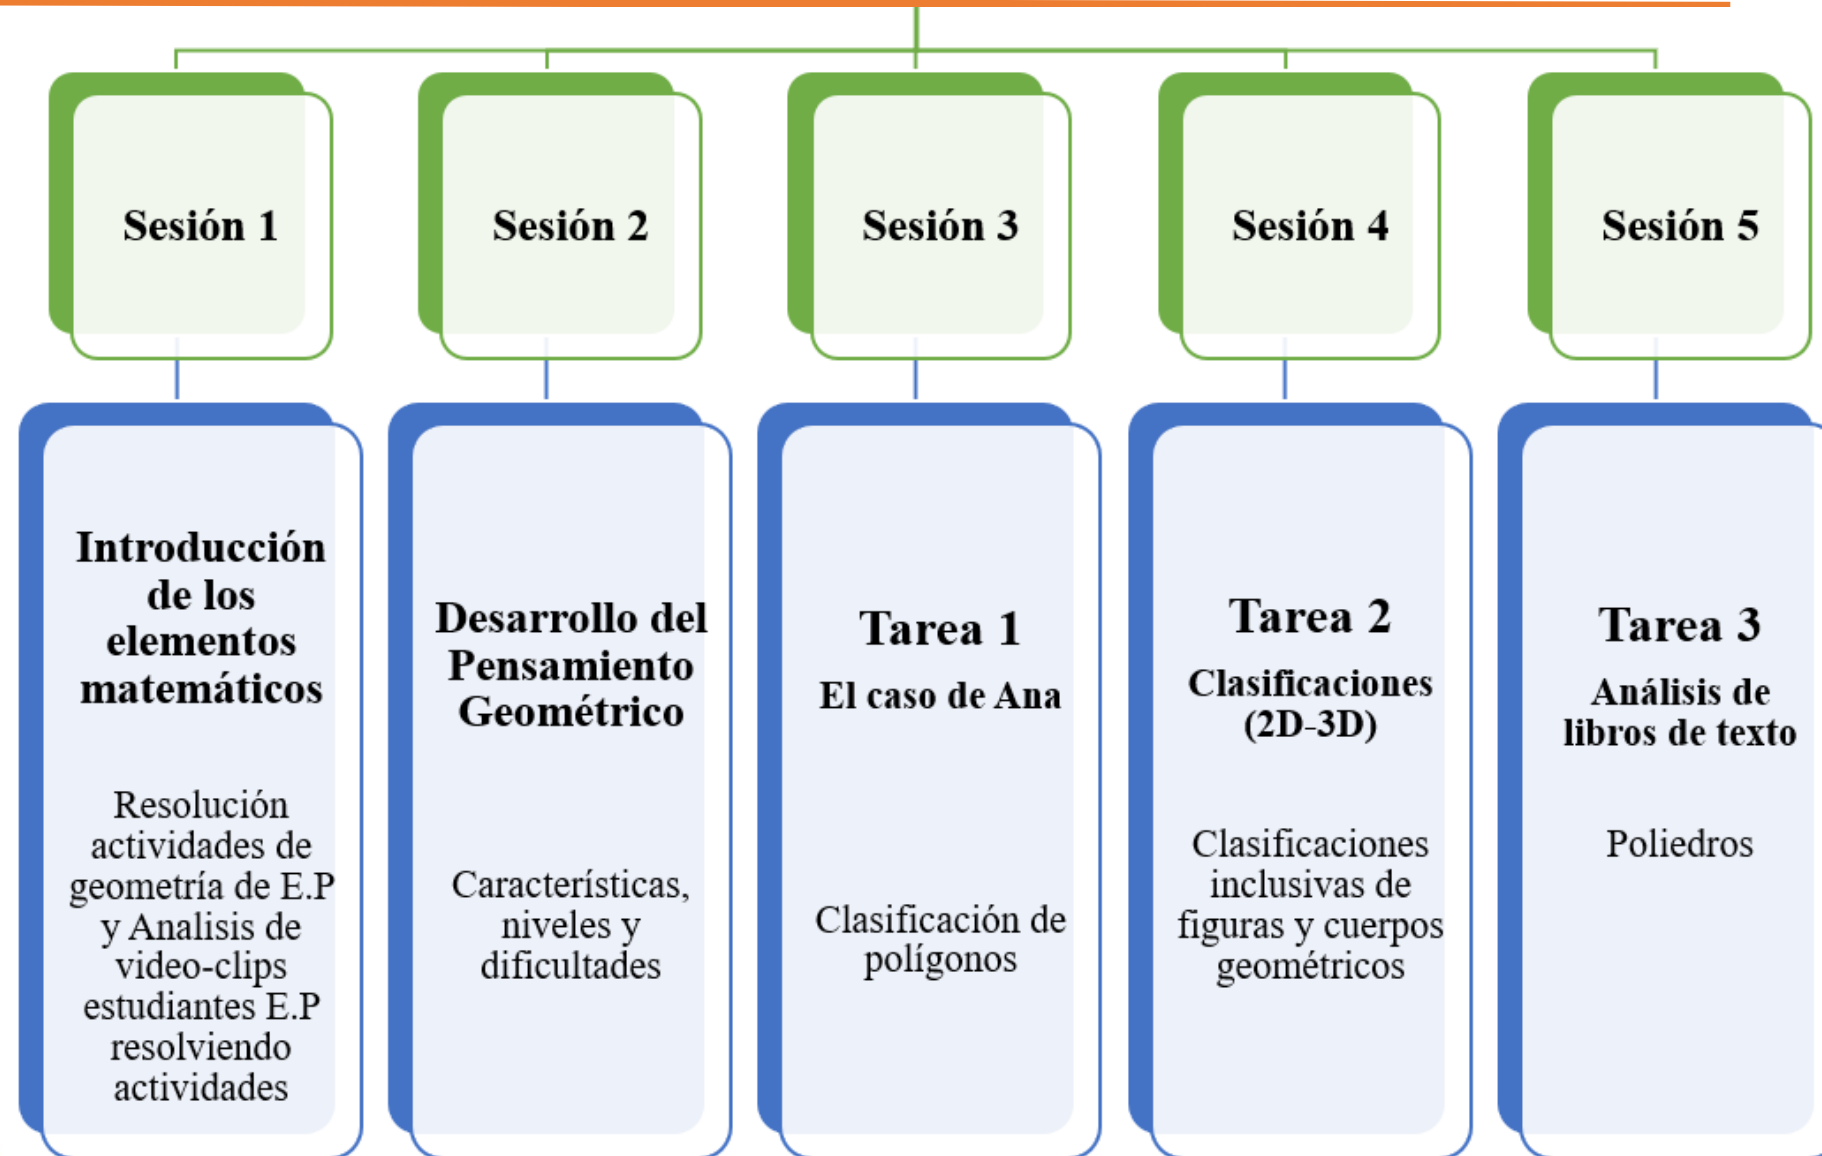 Sesión 1
Sesión 2
Sesión 3
Sesión 4
Sesión 5
Introducción
de los
elementos
matemáticos
Resolución
actividades de
geometría de E.P
y Analisis de
video-clips
estudiantes E.P
resolviendo
actividades
Desarrollo del
Pensamiento
Geométrico
Características,
niveles y
dificultades
Tarea 1
El caso de Ana
Clasificación de
polígonos
Tarea 2
Clasificaciones
(2D-3D)
Clasificaciones
inclusivas de
figuras y cuerpos
geométricos
Tarea 3
Análisis de
libros de texto
Poliedros